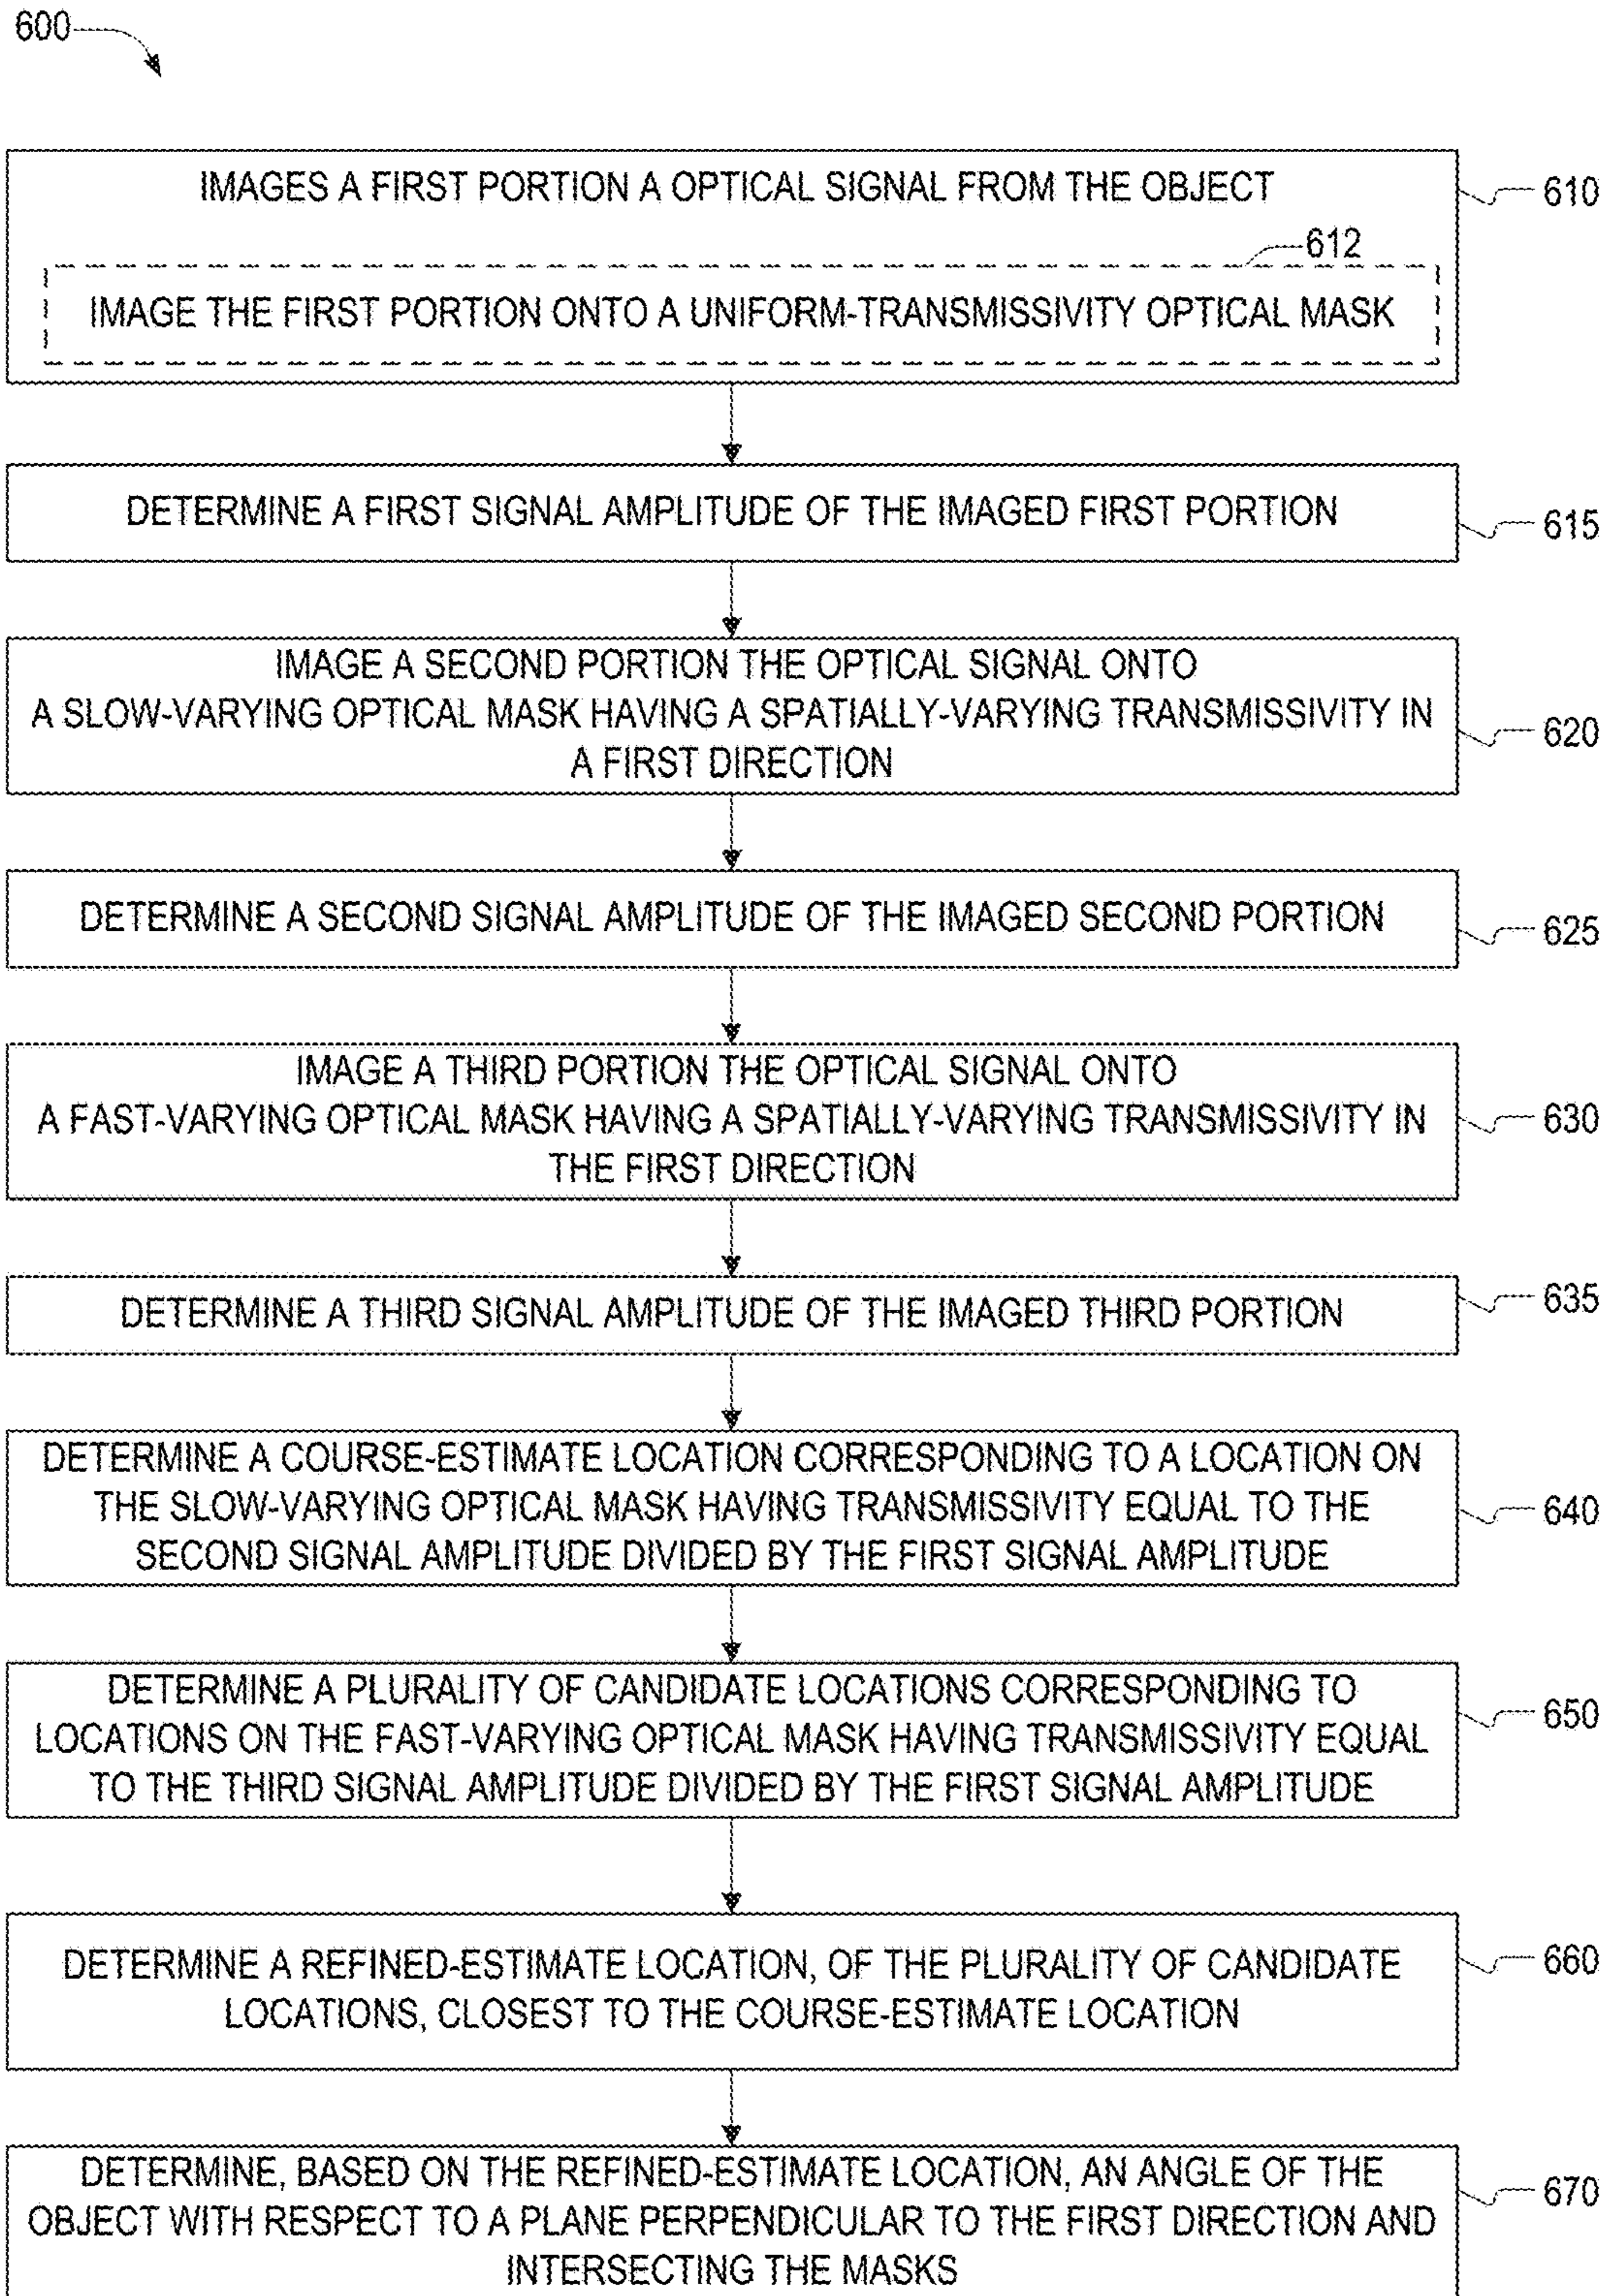 600
IMAGES A FIRST PORTION A OPTICAL SIGNAL FROM THE OBJECT
610
612
IMAGE THE FIRST PORTION ONTO A UNIFORM-TRANSMISSIVITY OPTICAL MASK
DETERMINE A FIRST SIGNAL AMPLITUDE OF THE IMAGED FIRST PORTION
615
IMAGE A SECOND PORTION THE OPTICAL SIGNAL ONTO
A SLOW-VARYING OPTICAL MASK HAVING A SPATIALLY-VARYING TRANSMISSIVITY IN
A FIRST DIRECTION
620
DETERMINE A SECOND SIGNAL AMPLITUDE OF THE IMAGED SECOND PORTION
625
IMAGE A THIRD PORTION THE OPTICAL SIGNAL ONTO
A FAST-VARYING OPTICAL MASK HAVING A SPATIALLY-VARYING TRANSMISSIVITY IN
THE FIRST DIRECTION
630
DETERMINE A THIRD SIGNAL AMPLITUDE OF THE IMAGED THIRD PORTION
635
DETERMINE A COURSE-ESTIMATE LOCATION CORRESPONDING TO A LOCATION ON
THE SLOW-VARYING OPTICAL MASK HAVING TRANSMISSIVITY EQUAL TO THE
SECOND SIGNAL AMPLITUDE DIVIDED BY THE FIRST SIGNAL AMPLITUDE
640
DETERMINE A PLURALITY OF CANDIDATE LOCATIONS CORRESPONDING TO
LOCATIONS ON THE FAST-VARYING OPTICAL MASK HAVING TRANSMISSIVITY EQUAL
TO THE THIRD SIGNAL AMPLITUDE DIVIDED BY THE FIRST SIGNAL AMPLITUDE
650
DETERMINE A REFINED-ESTIMATE LOCATION, OF THE PLURALITY OF CANDIDATE
LOCATIONS, CLOSEST TO THE COURSE-ESTIMATE LOCATION
660
DETERMINE, BASED ON THE REFINED-ESTIMATE LOCATION, AN ANGLE OF THE
OBJECT WITH RESPECT TO A PLANE PERPENDICULAR TO THE FIRST DIRECTION AND
INTERSECTING THE MASKS
670